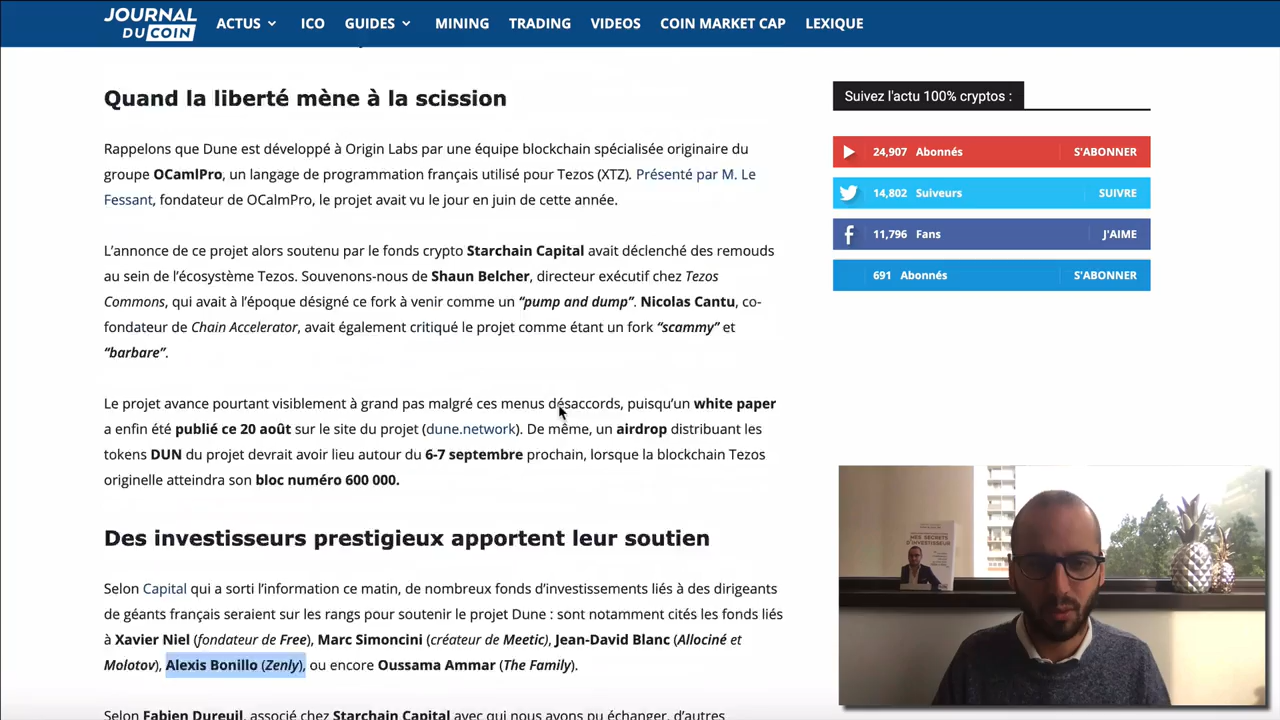 JOURNAL
DU COIN
ACTUS
ICO
GUIDES
MINING
TRADING
VIDEOS
COIN MARKET CAP
LEXIQUE
Quand la liberté mène à la scission
Rappelons que Dune est développé à Origin Labs par une équipe blockchain spécialisée originaire du
groupe OCamlPro, un langage de programmation français utilisé pour Tezos (XTZ). Présenté par M. Le
Fessant, fondateur de OCalmPro, le projet avait vu le jour en juin de cette année.
L’annonce de ce projet alors soutenu par le fonds crypto Starchain Capital avait déclenché des remouds
au sein de l’écosystème Tezos. Souvenons-nous de Shaun Belcher, directeur exécutif chez Tezos
Commons, qui avait à l’époque désigné ce fork à venir comme un “pump and dump”. Nicolas Cantu, co-
fondateur de Chain Accelerator, avait également critiqué le projet comme étant un fork “scammy” et
“barbare”.
Le projet avance pourtant visiblement à grand pas malgré ces menus désaccords, puisqu’un white paper
a enfin été publié ce 20 août sur le site du projet (dune.network). De même, un airdrop distribuant les
tokens DUN du projet devrait avoir lieu autour du 6-7 septembre prochain, lorsque la blockchain Tezos
originelle atteindra son bloc numéro 600 000.
Des investisseurs prestigieux apportent leur soutien
Selon Capital qui a sorti l’information ce matin, de nombreux fonds d’investissements liés à des dirigeants
de géants français seraient sur les rangs pour soutenir le projet Dune : sont notamment cités les fonds liés
à Xavier Niel (fondateur de Free), Marc Simoncini (créateur de Meetic), Jean-David Blanc (Allociné et
Molotov), Alexis Bonillo (Zenly), ou encore Oussama Ammar (The Family).
Selon Fabien Dureuil, associé chez Starchain Capital avec qui nous avons pu échanger, d’autres
Suivez l'actu 100% cryptos :
24,907 Abonnés S'ABONNER
14,802 Suiveurs SUIVRE
11,796 Fans J'AIME
691 Abonnés S'ABONNER
MES SECRETS
D'INVESTISSEUR